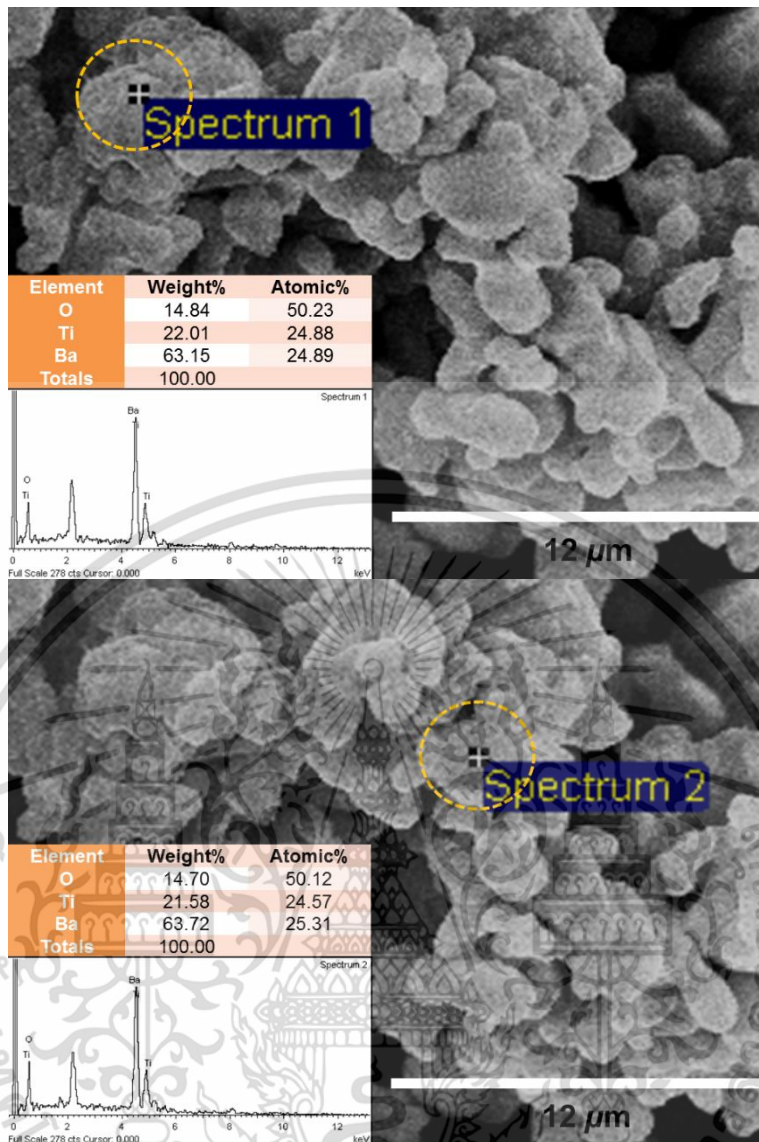 Spectrum 1
Element Weight% Atomic%
O 14.84 50.23
Ti 22.01 24.88
Ba 63.15 24.89
Totals 100.00
Spectrum 1
Ba
Ti
O
Ti
Ti
0 2 4 6 8 10 12
Full Scale 278 cts Cursor: 0.000 keV
12 µm
Spectrum 2
Element Weight% Atomic%
O 14.70 50.12
Ti 21.58 24.57
Ba 63.72 25.31
Totals 100.00
Spectrum 2
Ba
O
Ti
Ti
0 2 4 6 8 10 12
Full Scale 278 cts Cursor: 0.000 keV
12 µm